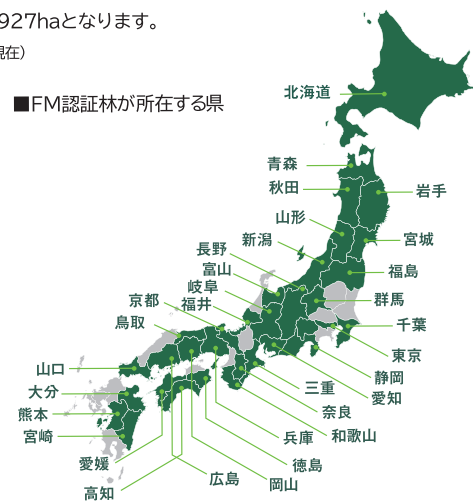 927haとなります。
現在)
■FM認証林が所在する県
北海道
青森
秋田
岩手
山形
宮城
新潟
長野
福島
富山
岐阜
群馬
京都
福井
鳥取
千葉
東京
静岡
山口
愛知
大分
三重
熊本
奈良
宮崎
和歌山
兵庫
愛媛
徳島
広島
岡山
高知